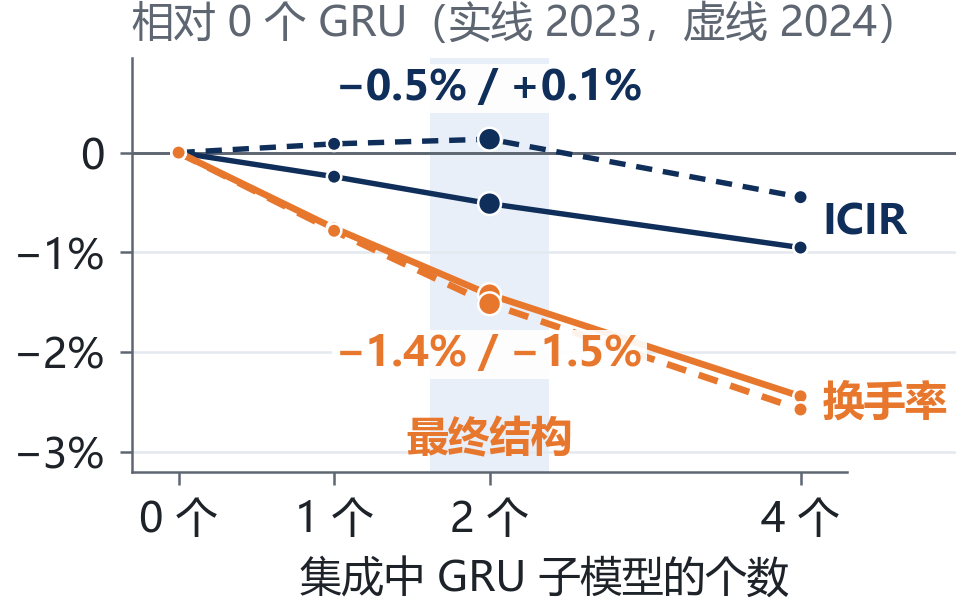 相对 0 个 GRU（实线 2023，虚线 2024）
−0.5% / +0.1%
0
ICIR
−1%
−1.4% / −1.5%
−2%
换手率
最终结构
−3%
0 个 1 个 2 个 4 个
集成中 GRU 子模型的个数